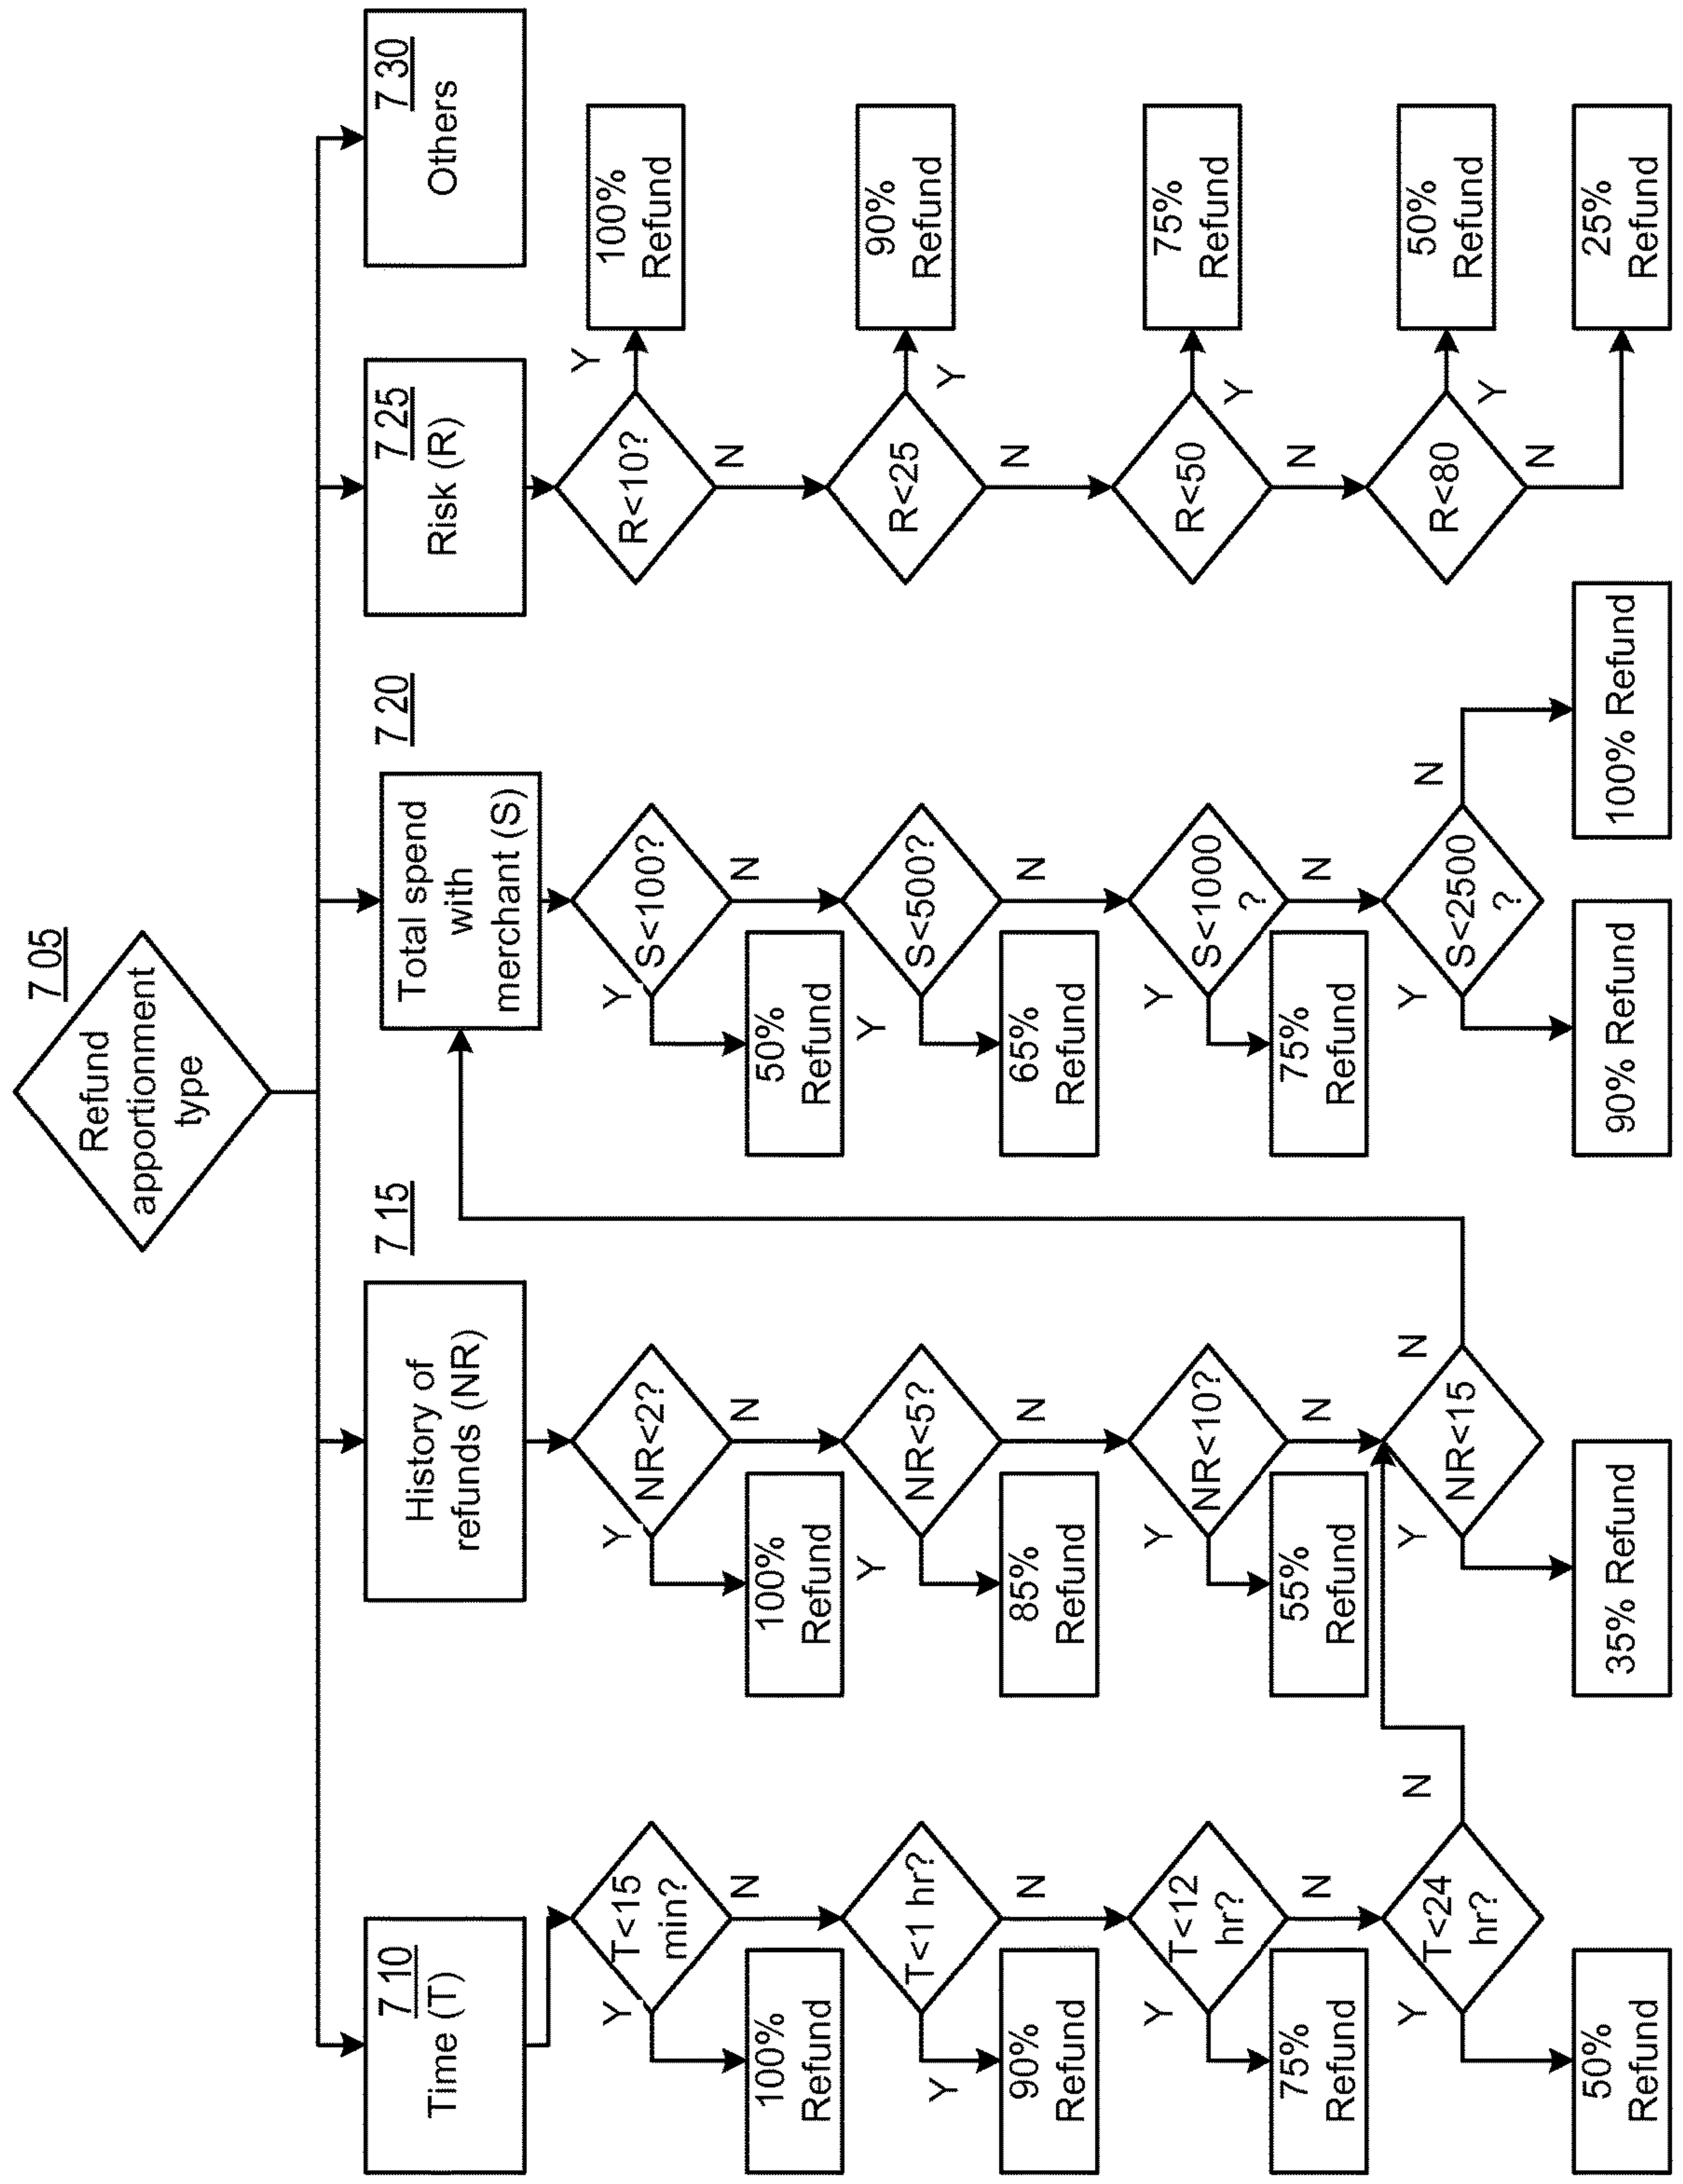 7 05
Refund
apportionment
type
7 10
Time (T)
T<15
min?
Y
N
100%
Refund
T<1 hr?
Y
N
90%
Refund
T<12
hr?
Y
N
75%
Refund
T<24
hr?
Y
N
50%
Refund
7 15
History of
refunds (NR)
NR<2?
Y
N
100%
Refund
NR<5?
Y
N
85%
Refund
NR<10?
Y
N
55%
Refund
NR<15
Y
N
35% Refund
7 20
Total spend
with
merchant (S)
S<100?
Y
N
50%
Refund
S<500?
Y
N
65%
Refund
S<1000
?
Y
N
75%
Refund
S<2500
?
Y
N
90% Refund
100% Refund
7 25
Risk (R)
R<10?
Y
N
100%
Refund
R<25
Y
N
90%
Refund
R<50
Y
N
75%
Refund
R<80
Y
N
50%
Refund
25%
Refund
7 30
Others